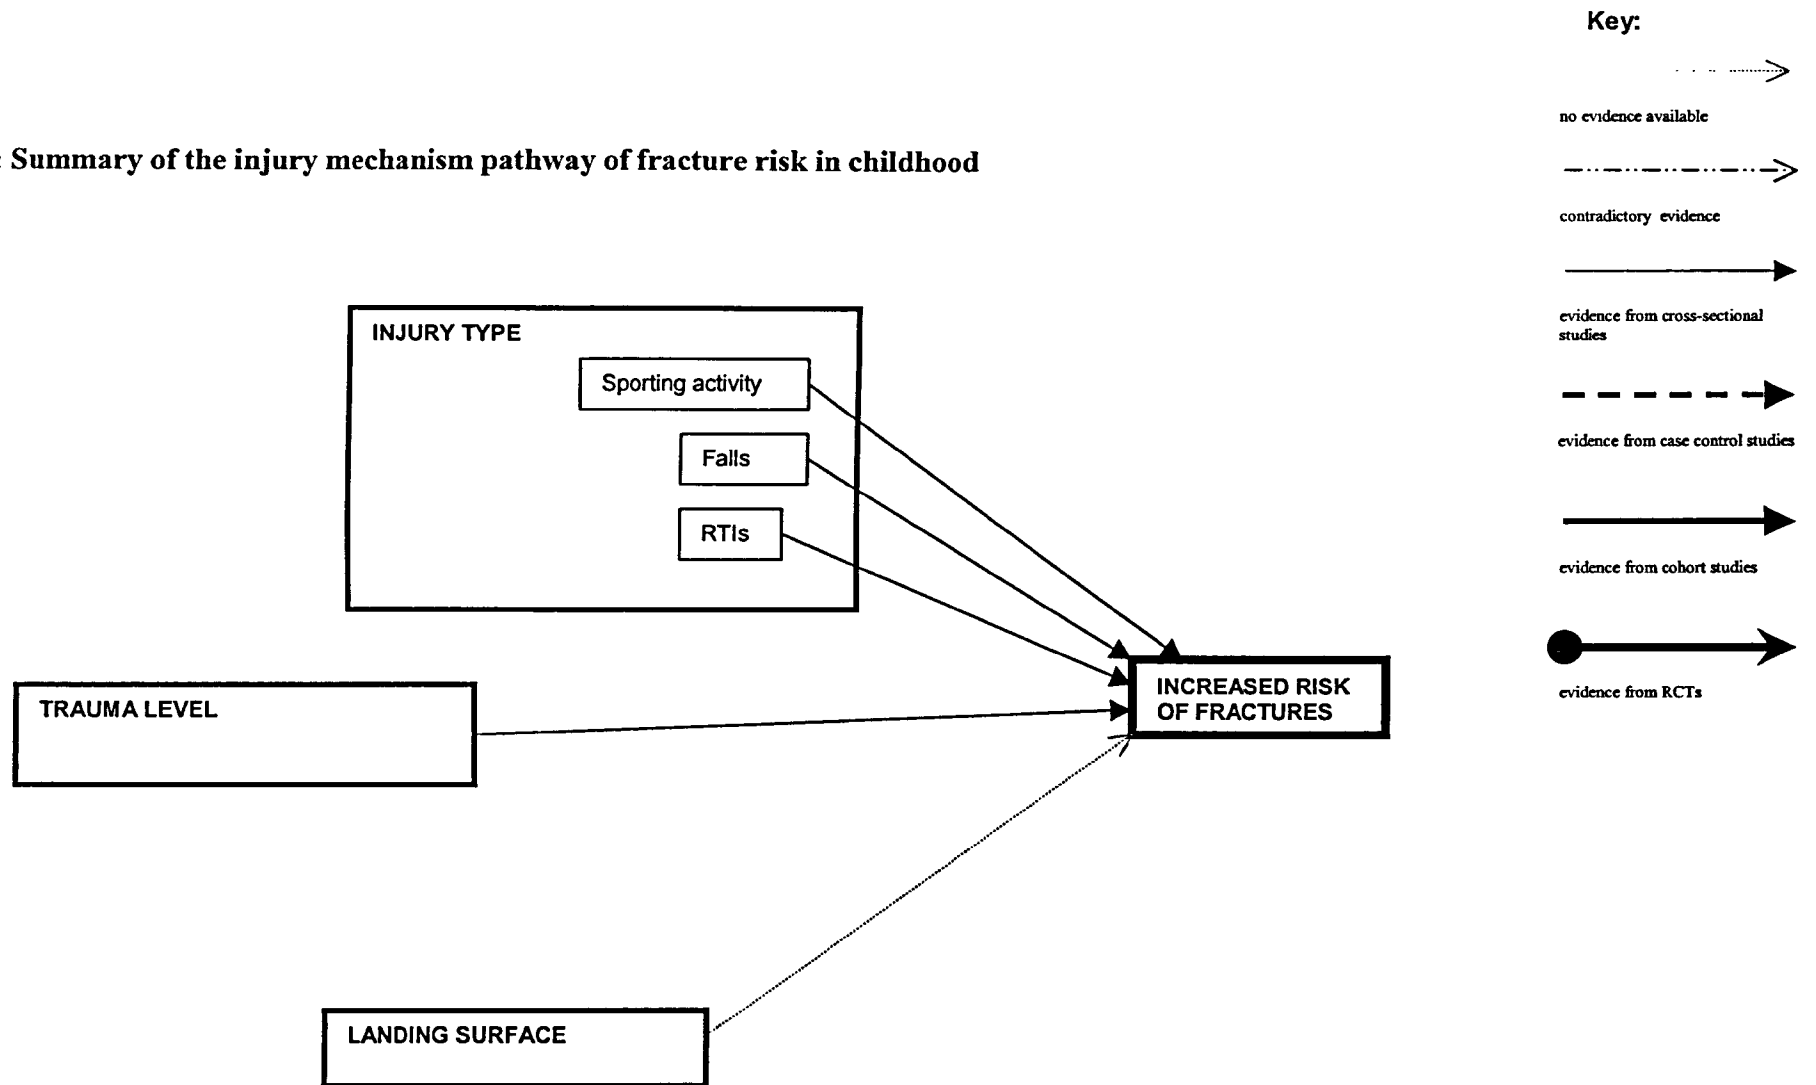 Key:
no evidence available
: Summary of the injury mechanism pathway of fracture risk in childhood
contradictory evidence
evidence from cross-sectional
studies
evidence from case control studies
evidence from cohort studies
evidence from RCTs
INJURY TYPE
Sporting activity
Falls
RTIs
TRAUMA LEVEL
INCREASED RISK
OF FRACTURES
LANDING SURFACE